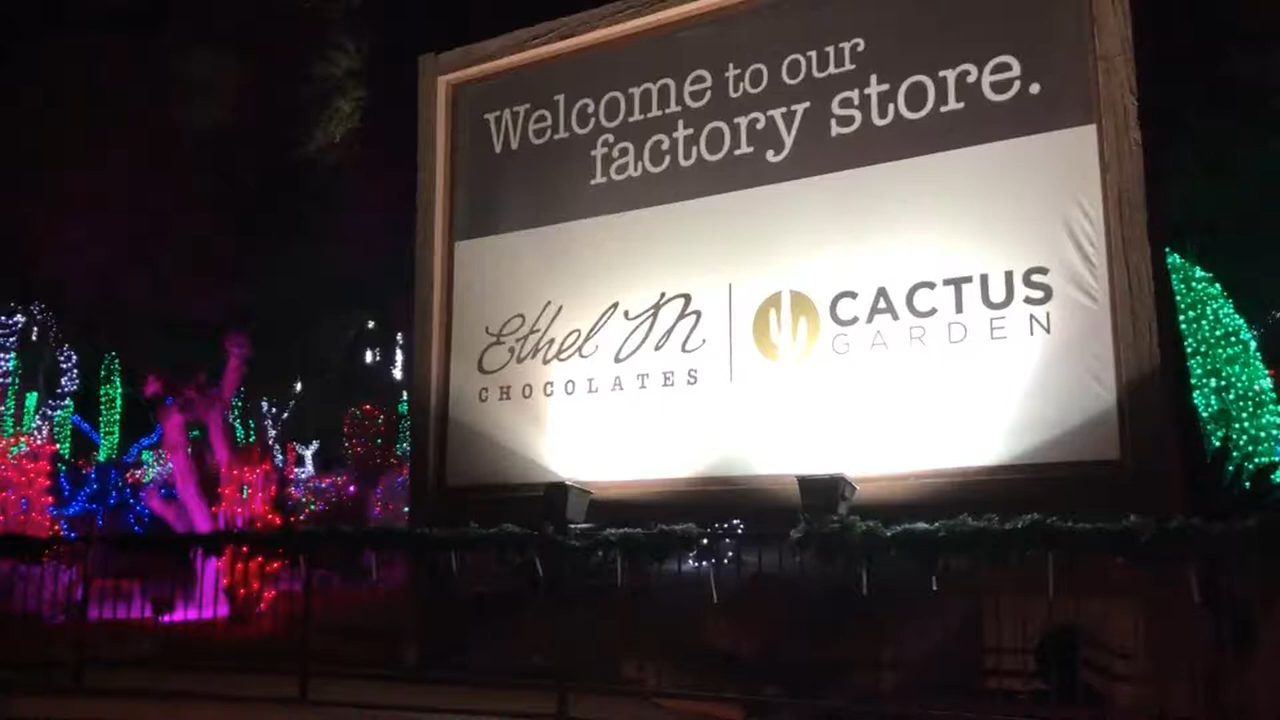 Welcome to our
factory store.
Ethel M
CHOCOLATES
CACTUS
GARDEN